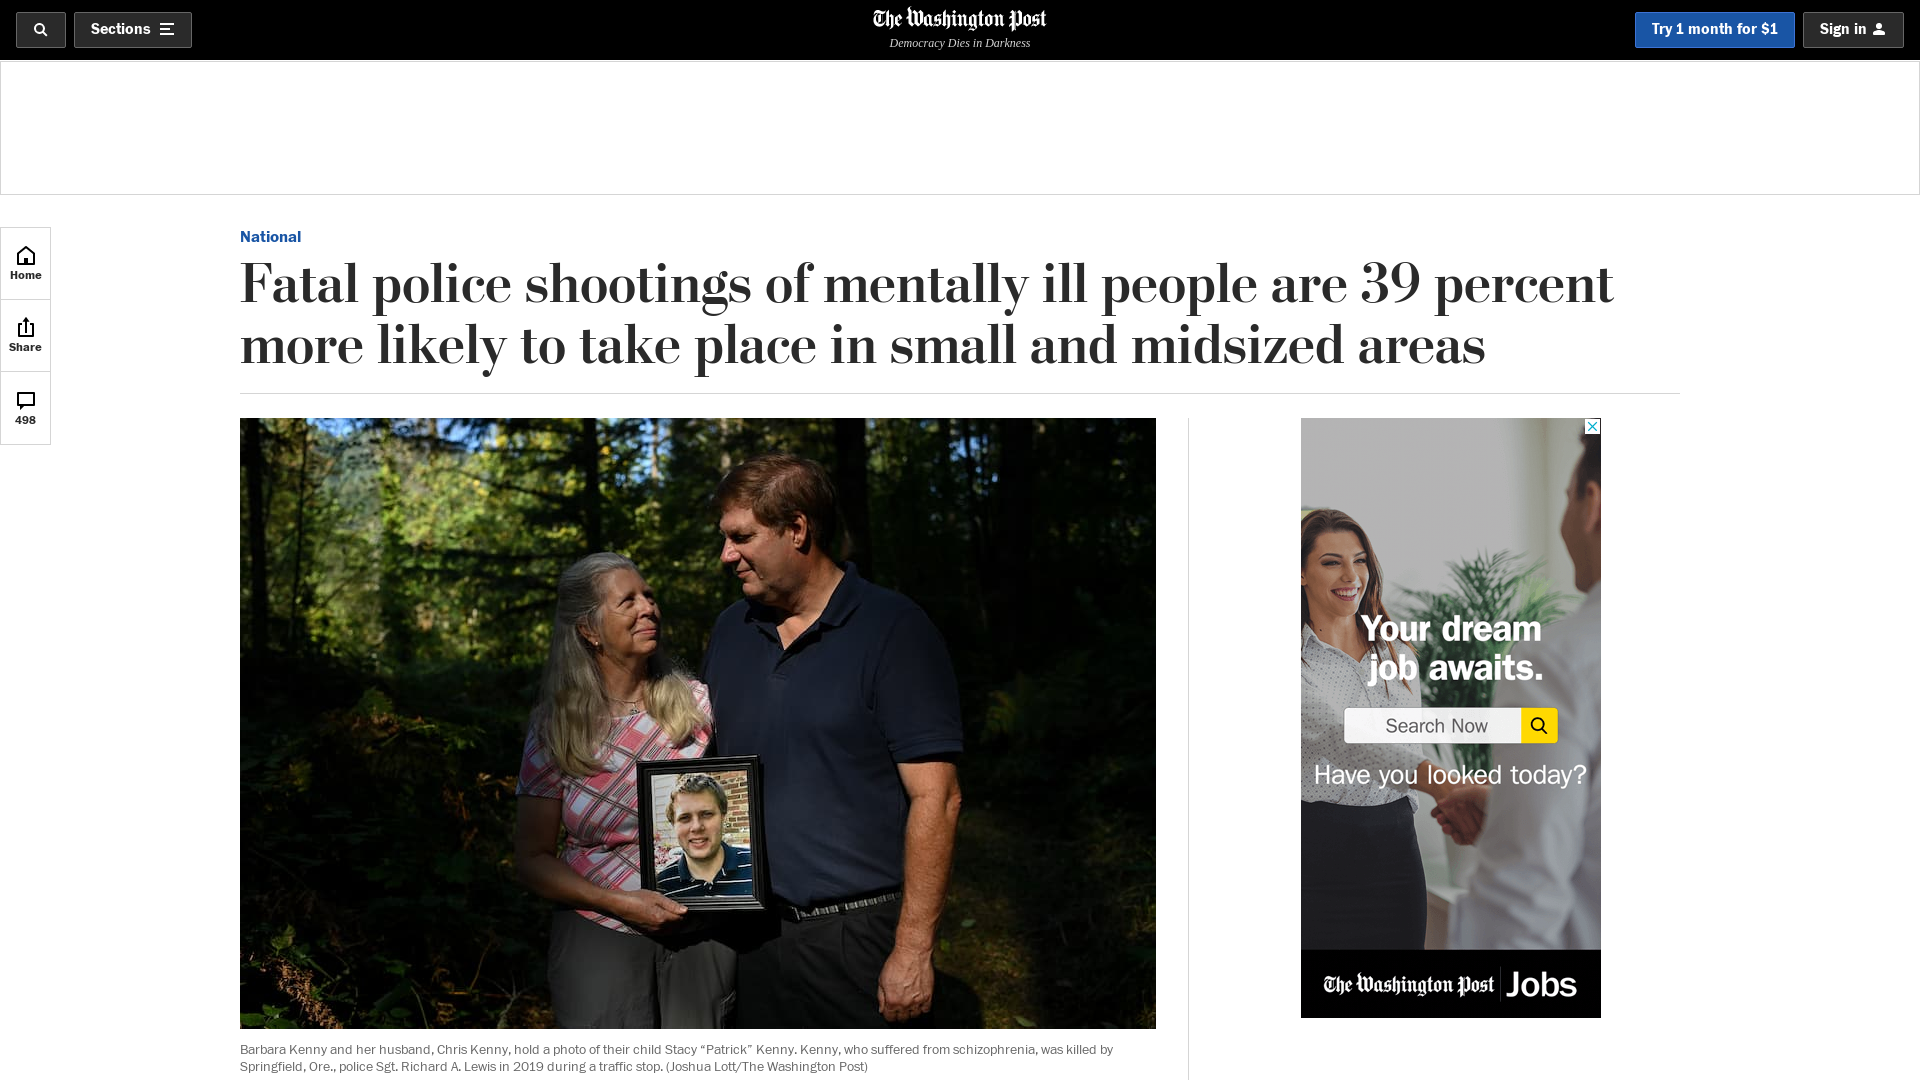 Sections
The Washington Post
Democracy Dies in Darkness
Try 1 month for $1
Sign in
Home
Share
498
National
Fatal police shootings of mentally ill people are 39 percent
more likely to take place in small and midsized areas
Your dream
job awaits.
Search Now
Have you looked today?
The Washington Post Jobs
Barbara Kenny and her husband, Chris Kenny, hold a photo of their child Stacy “Patrick” Kenny. Kenny, who suffered from schizophrenia, was killed by
Springfield, Ore., police Sgt. Richard A. Lewis in 2019 during a traffic stop. (Joshua Lott/The Washington Post)